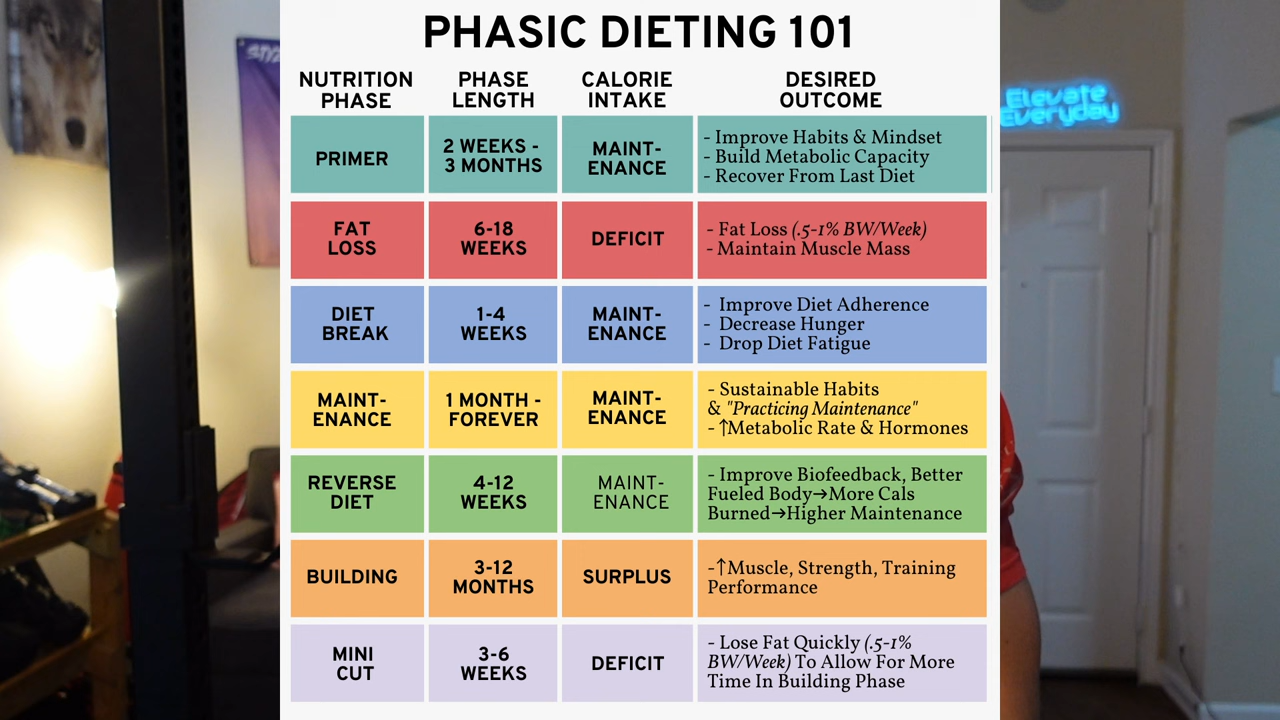 PHASIC DIETING 101
NUTRITION PHASE
PHASE LENGTH
CALORIE INTAKE
DESIRED OUTCOME
PRIMER
2 WEEKS -
3 MONTHS
MAINT-
ENANCE
- Improve Habits & Mindset
- Build Metabolic Capacity
- Recover From Last Diet
FAT
LOSS
6-18
WEEKS
DEFICIT
- Fat Loss (.5-1% BW/Week)
- Maintain Muscle Mass
DIET
BREAK
1-4
WEEKS
MAINT-
ENANCE
- Improve Diet Adherence
- Decrease Hunger
- Drop Diet Fatigue
MAINT-
ENANCE
1 MONTH -
FOREVER
MAINT-
ENANCE
- Sustainable Habits
& "Practicing Maintenance"
- ↑Metabolic Rate & Hormones
REVERSE
DIET
4-12
WEEKS
MAINT-
ENANCE
- Improve Biofeedback, Better
Fueled Body→More Cals
Burned→Higher Maintenance
BUILDING
3-12
MONTHS
SURPLUS
-↑Muscle, Strength, Training
Performance
MINI
CUT
3-6
WEEKS
DEFICIT
- Lose Fat Quickly (.5-1%
BW/Week) To Allow For More
Time In Building Phase
Elevate
Everyday